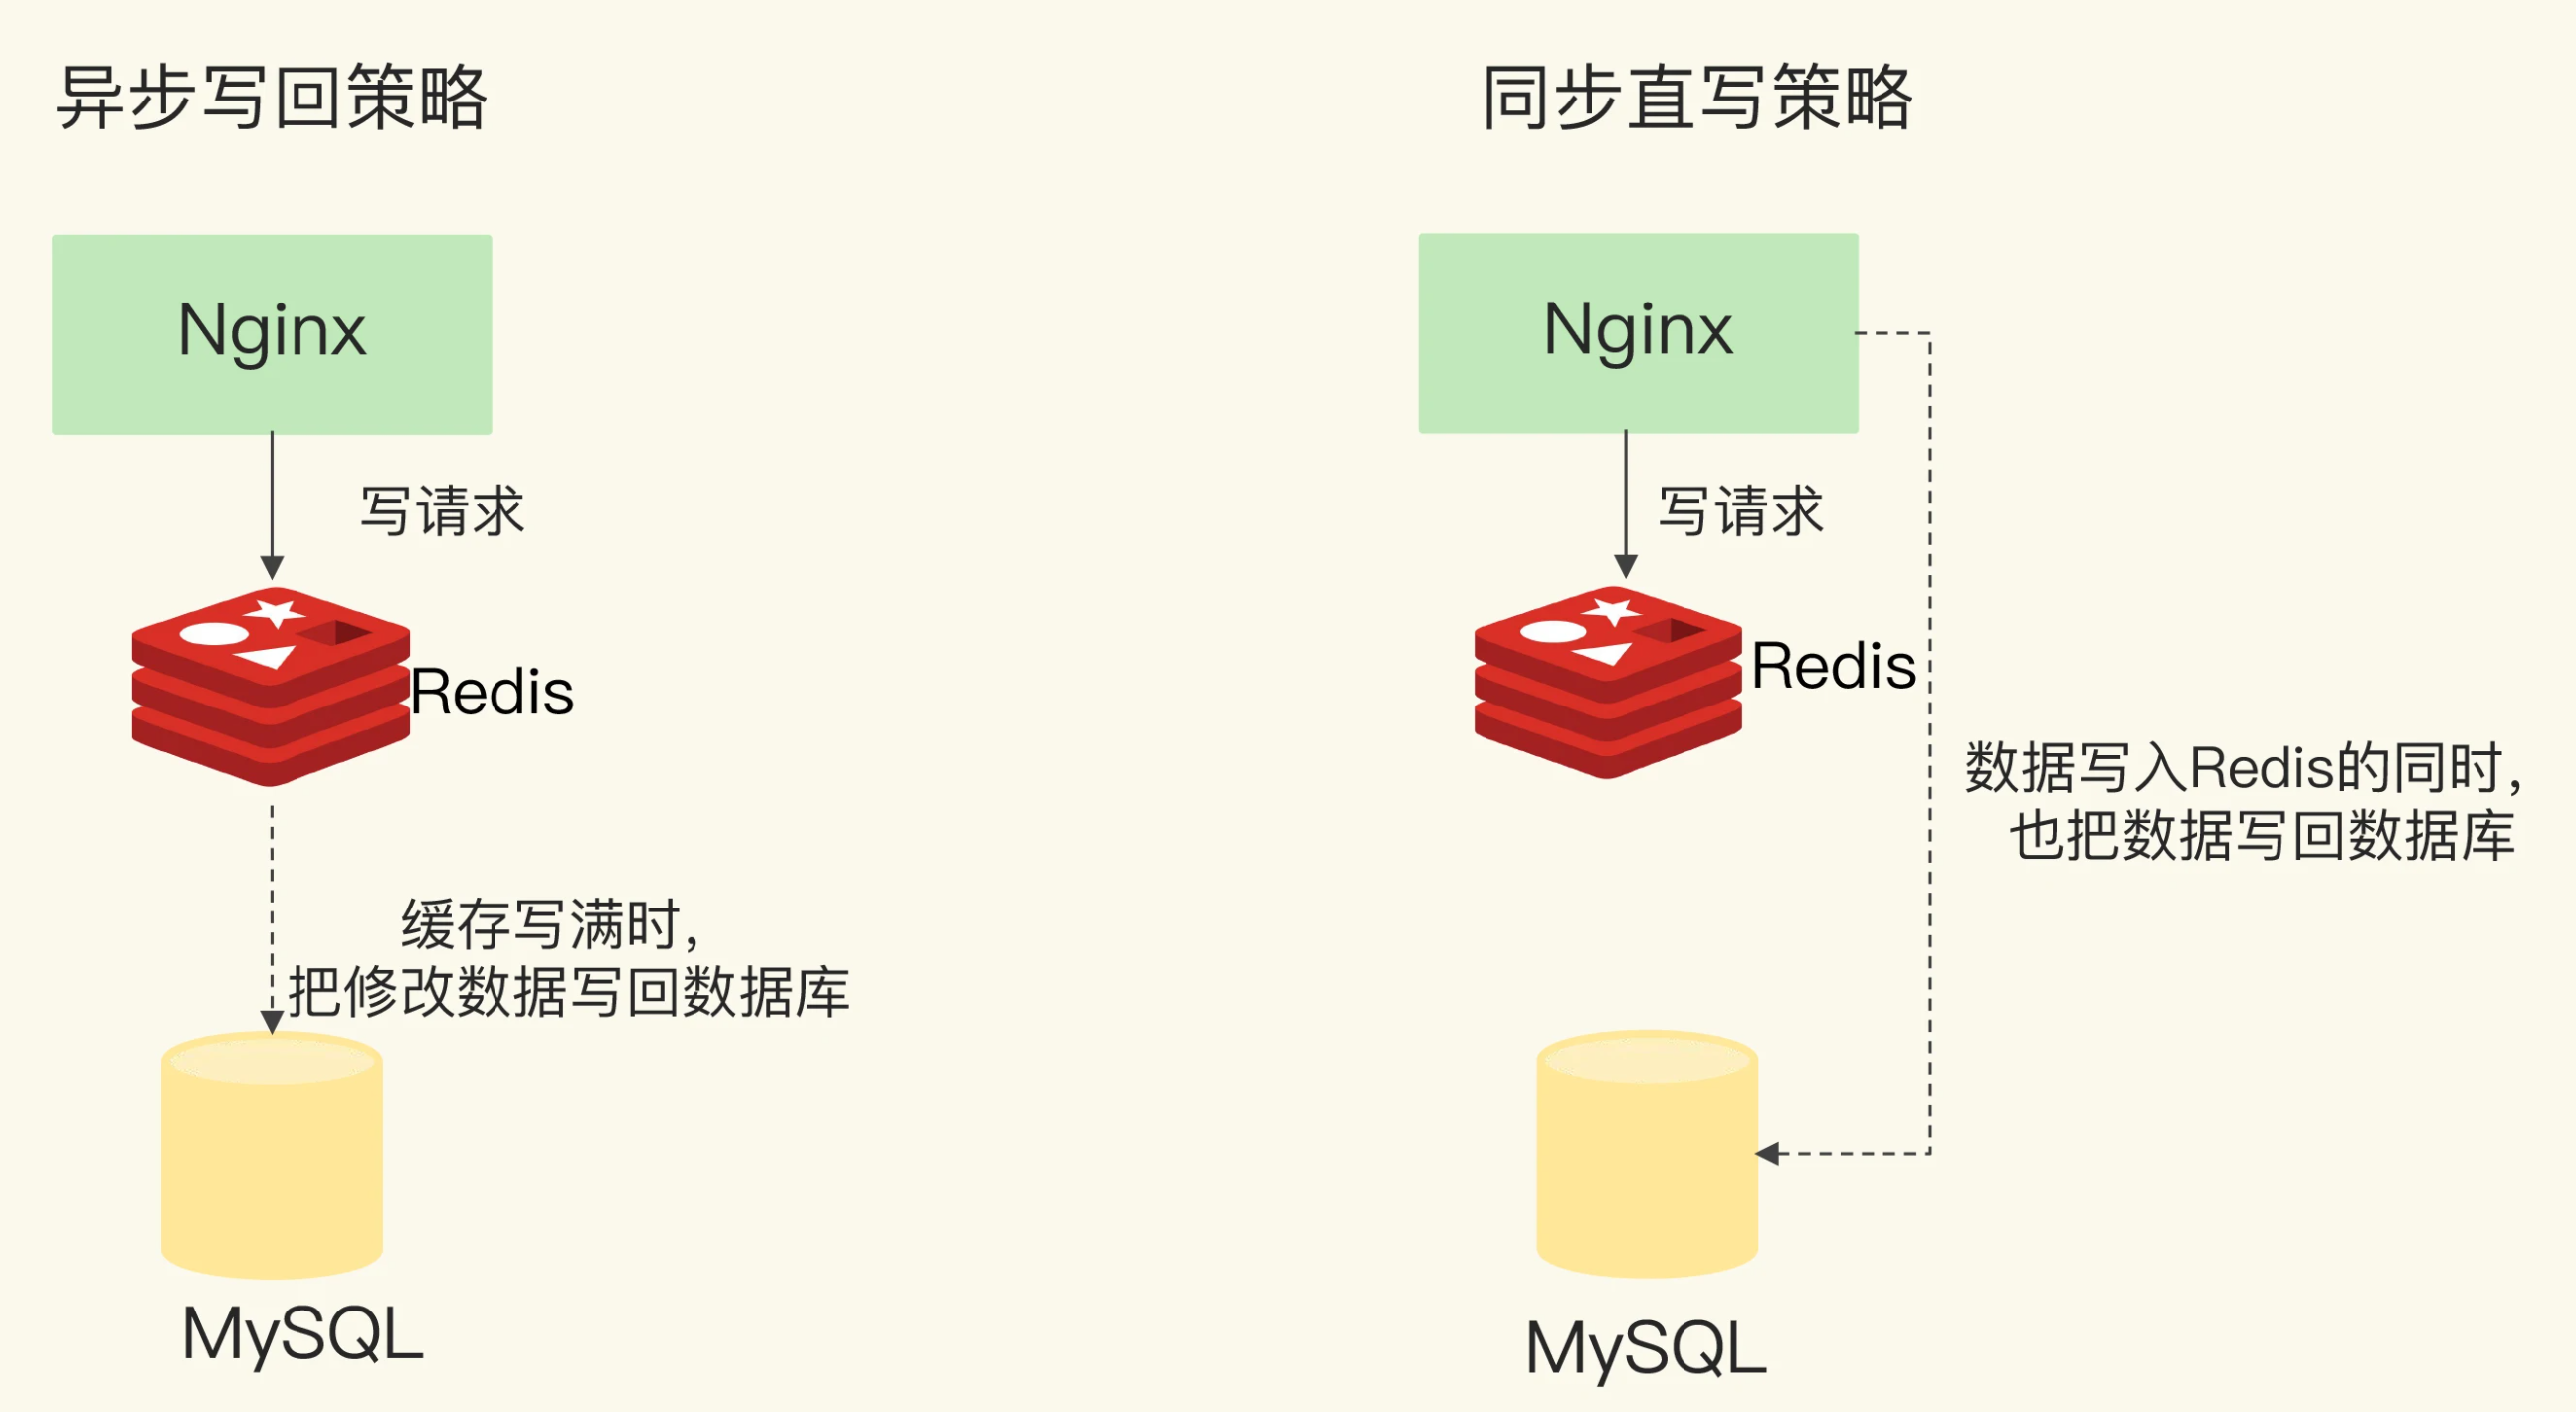 异步写回策略
Nginx
写请求
Redis
缓存写满时，
把修改数据写回数据库
MySQL
同步直写策略
Nginx
写请求
Redis
数据写入Redis的同时，
也把数据写回数据库
MySQL